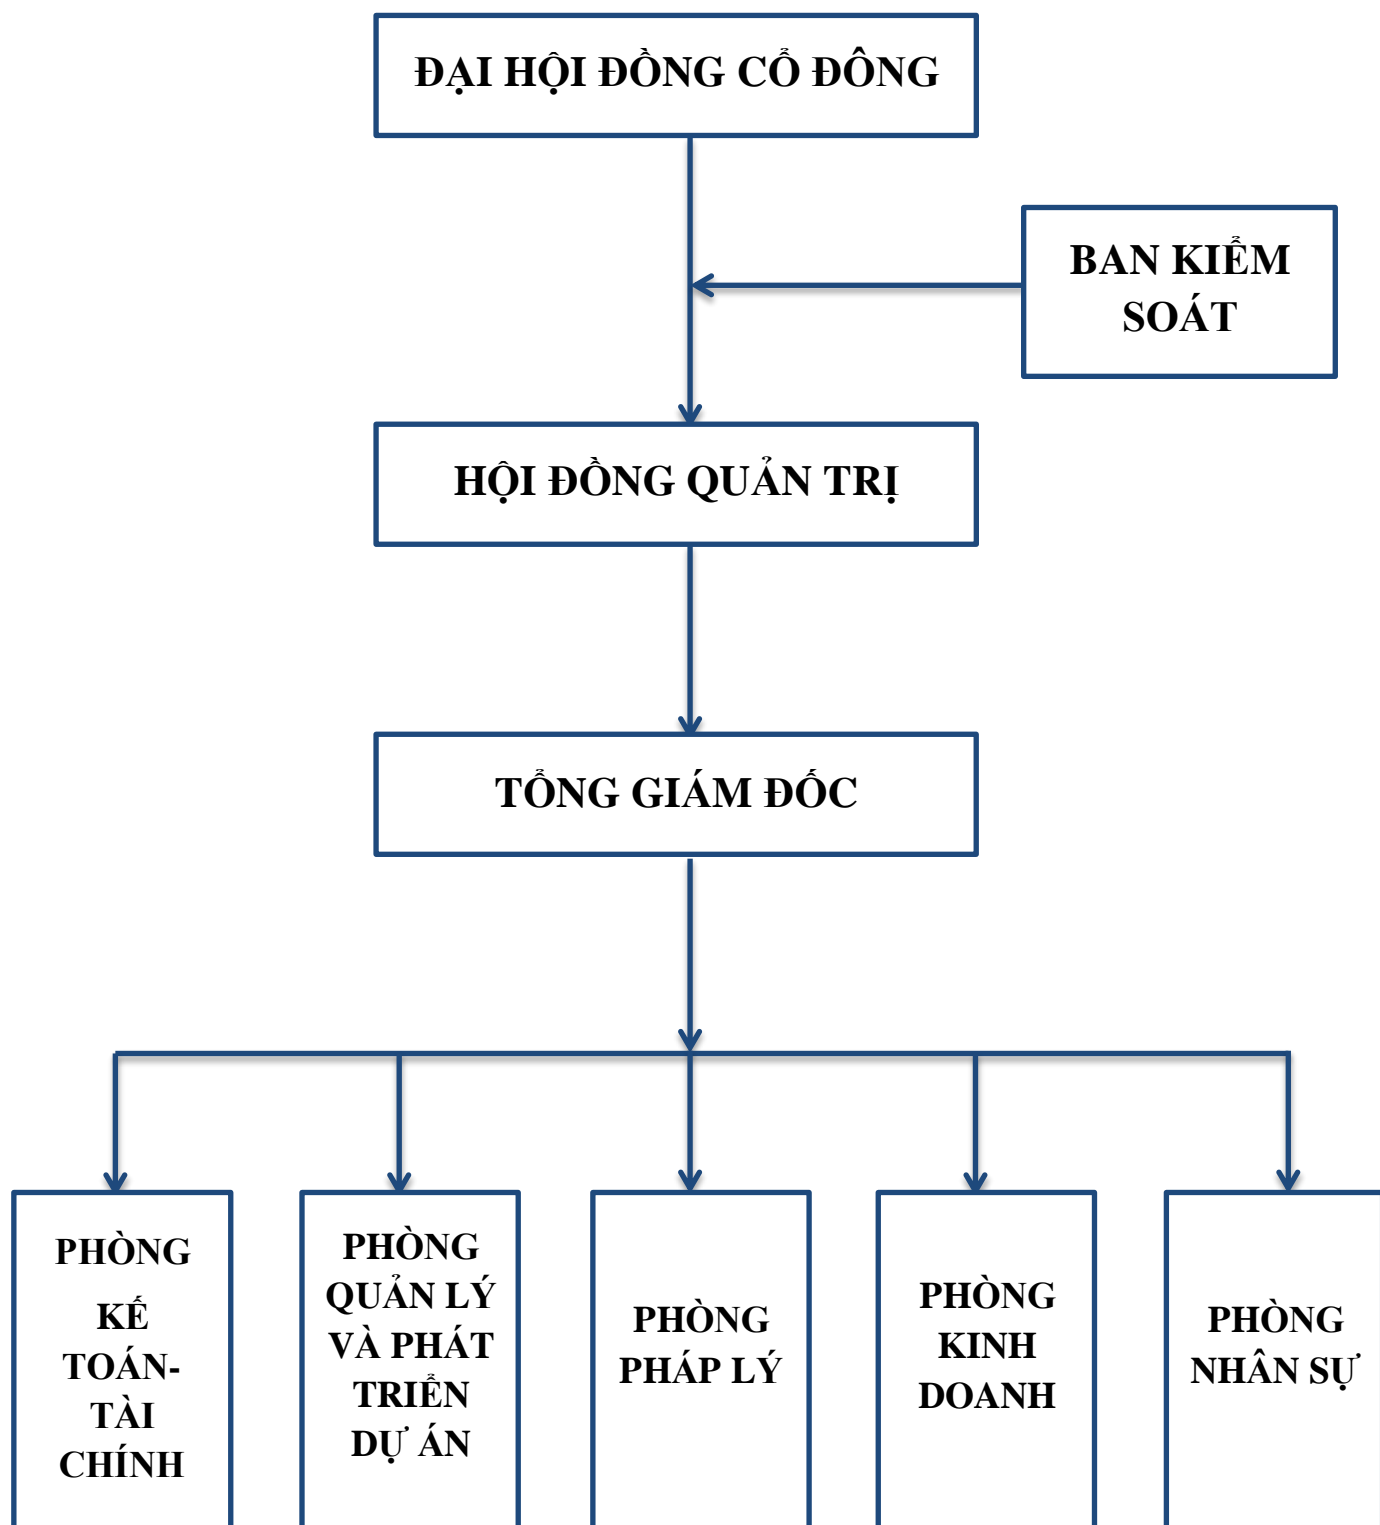 ĐẠI HỘI ĐỒNG CỔ ĐÔNG
BAN KIỂM
SOÁT
HỘI ĐỒNG QUẢN TRỊ
TỔNG GIÁM ĐỐC
PHÒNG
KẾ
TOÁN-
TÀI
CHÍNH
PHÒNG
QUẢN LÝ
VÀ PHÁT
TRIỂN
DỰ ÁN
PHÒNG
PHÁP LÝ
PHÒNG
KINH
DOANH
PHÒNG
NHÂN SỰ